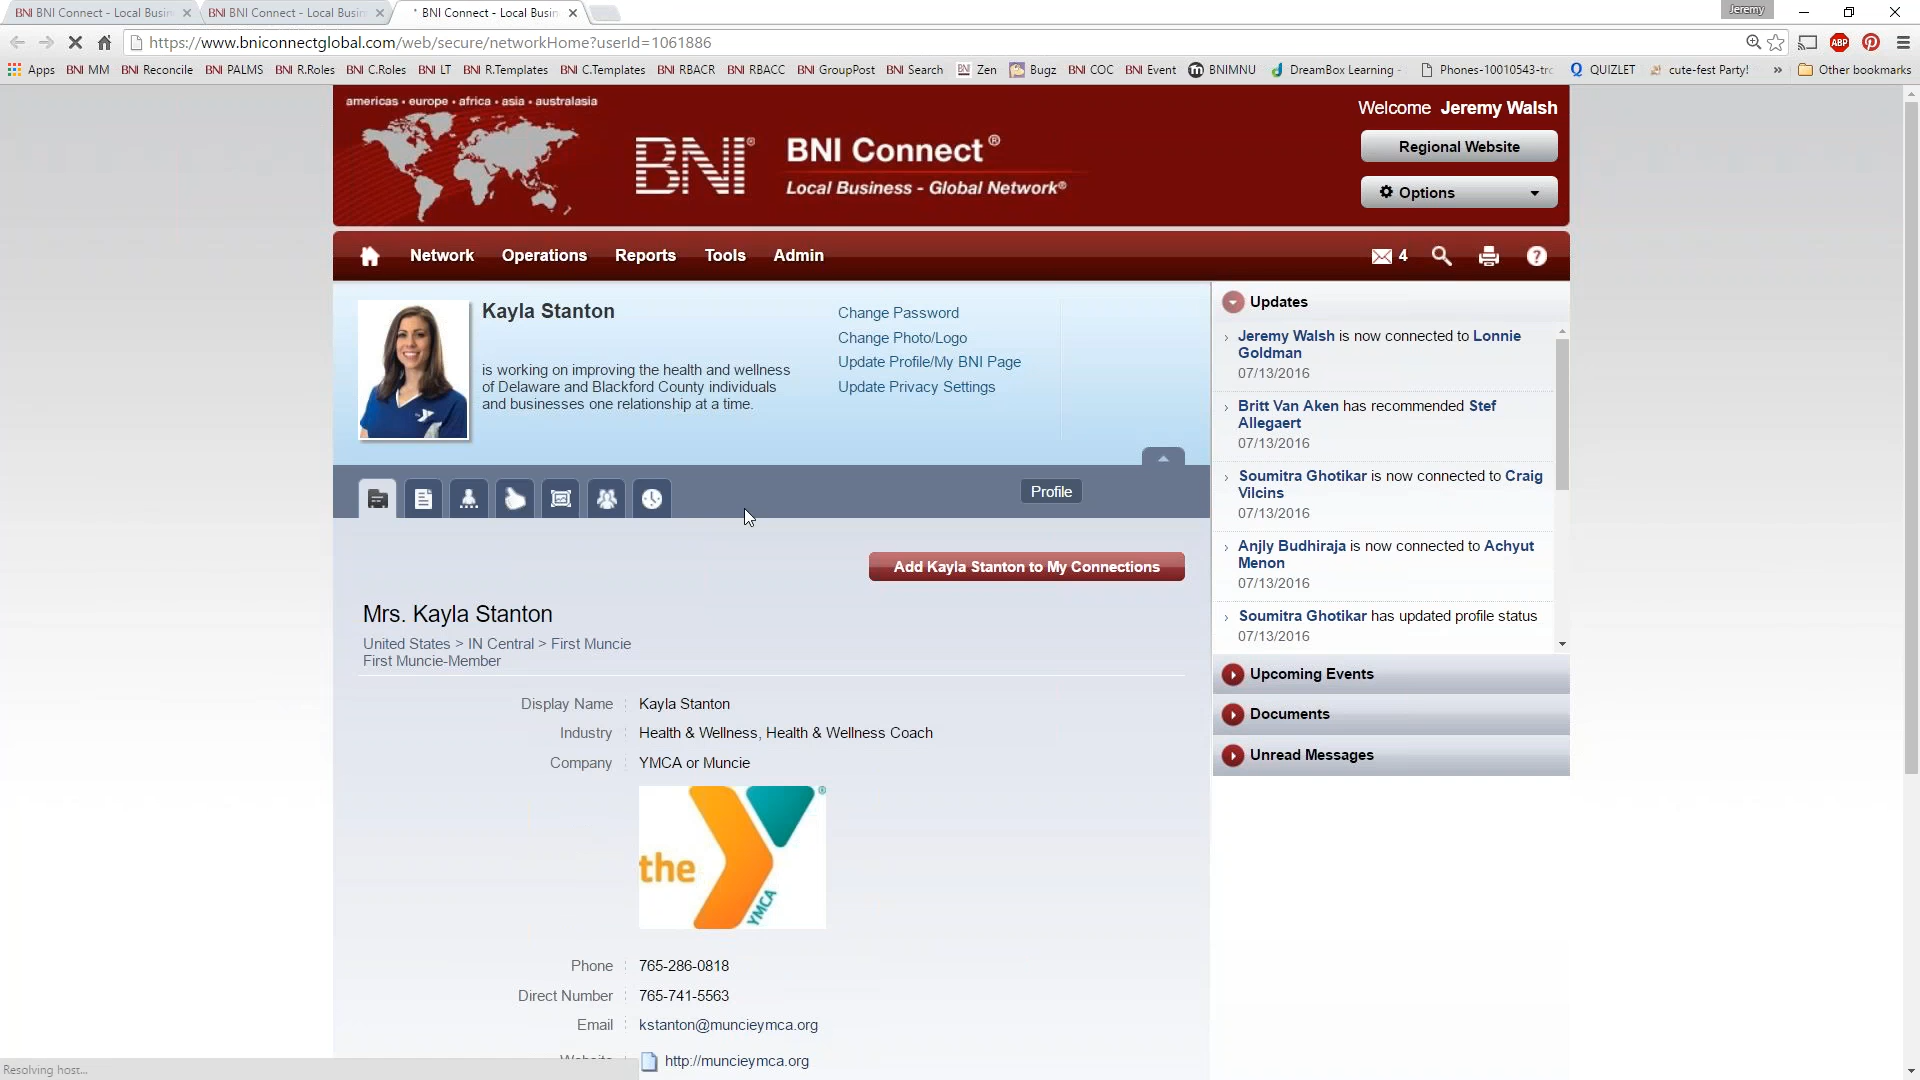 BNI BNI Connect - Local Busin
BNI BNI Connect - Local Busin
BNI Connect - Local Busin
Jeremy
https://www.bniconnectglobal.com/web/secure/networkHome?userId=1061886
Apps BNI MM BNI Reconcile BNI PALMS BNI R.Roles BNI C.Roles BNI LT BNI R.Templates BNI C.Templates BNI RBACR BNI RBACC BNI GroupPost BNI Search Zen Bugz BNI COC BNI Event BNIMNU DreamBox Learning - Phones-10010543-trc QUIZLET cute-fest Party! » Other bookmarks
americas • europe • africa • asia • australasia
BNI®
BNI Connect®
Local Business - Global Network®
Welcome Jeremy Walsh
Regional Website
Options
Network Operations Reports Tools Admin
4
Kayla Stanton
is working on improving the health and wellness
of Delaware and Blackford County individuals
and businesses one relationship at a time.
Change Password
Change Photo/Logo
Update Profile/My BNI Page
Update Privacy Settings
Profile
Add Kayla Stanton to My Connections
Mrs. Kayla Stanton
United States > IN Central > First Muncie
First Muncie-Member
Display Name Kayla Stanton
Industry Health & Wellness, Health & Wellness Coach
Company YMCA or Muncie
the
YMCA
Phone 765-286-0818
Direct Number 765-741-5563
Email kstanton@muncieymca.org
Website http://muncieymca.org
Updates
Jeremy Walsh is now connected to Lonnie
Goldman
07/13/2016
Britt Van Aken has recommended Stef
Allegaert
07/13/2016
Soumitra Ghotikar is now connected to Craig
Vilcins
07/13/2016
Anjly Budhiraja is now connected to Achyut
Menon
07/13/2016
Soumitra Ghotikar has updated profile status
07/13/2016
Upcoming Events
Documents
Unread Messages
Resolving host...